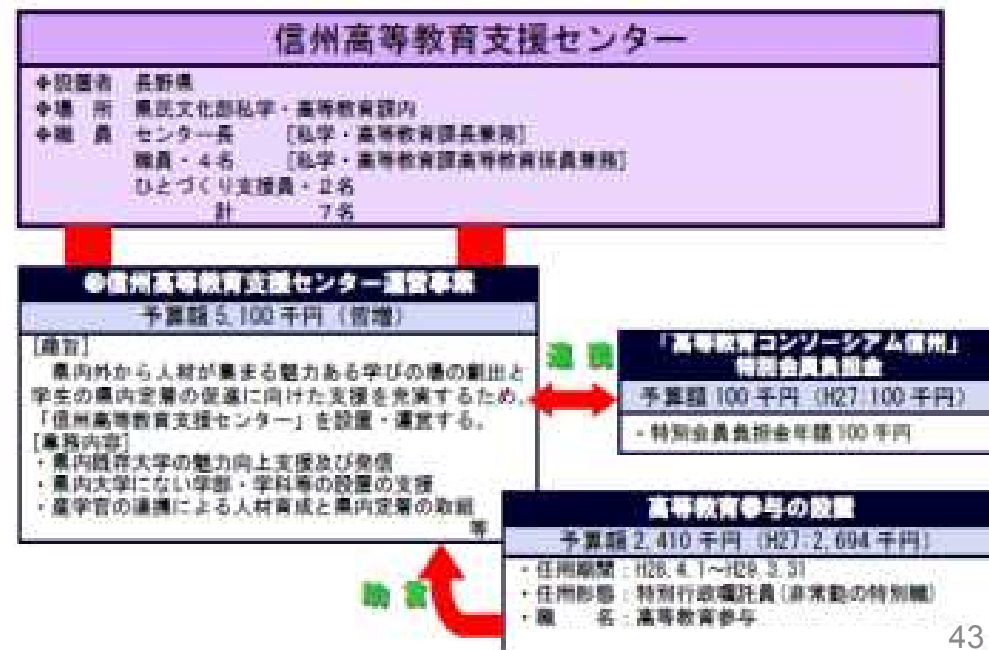 信州高等教育支援センター
◆設置者 長野県
◆場 所 県民文化部私学・高等教育課内
◆職 員 センター長 [私学・高等教育課長兼務]
職員・4名 [私学・高等教育課高等教育係員兼務]
ひとづくり支援員・2名
計 7名
信州高等教育支援センター運営事業
予算額 5,100 千円 (皆増)
[趣旨]
県内外から人材が集まる魅力ある学びの場の創出と
学生の県内定着の促進に向けた支援を充実するため、
「信州高等教育支援センター」を設置・運営する。
[業務内容]
・県内既存大学の魅力向上支援及び発信
・県内大学にない学部・学科等の設置の支援
・産学官の連携による人材育成と県内定着の取組
等
連携
「高等教育コンソーシアム信州」
特別会員負担金
予算額 100 千円 (H27:100 千円)
・特別会員負担金年額 100 千円
高等教育参与の設置
予算額 2,410 千円 (H27:2,694 千円)
・任用期間:H28.4.1～H29.3.31
・任用形態:特別行政嘱託員(非常勤の特別職)
・職 名:高等教育参与
助言
43